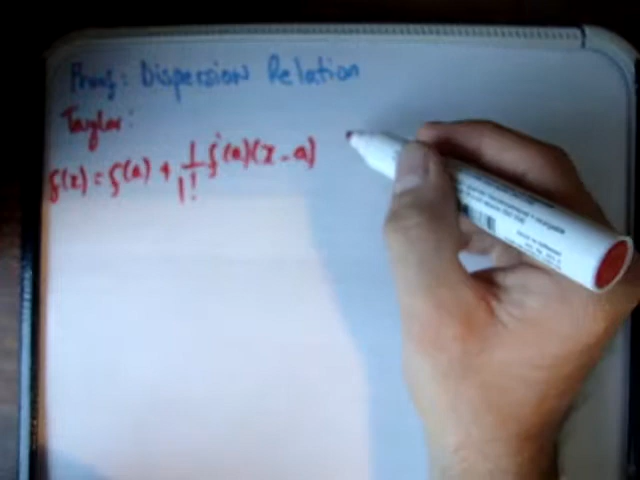 Proof: Dispersion Relation
Taylor:
f(x) = f(a) + 1/1! f'(a)(x - a)